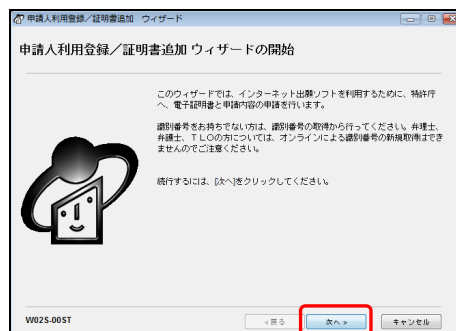 申請人利用登録／証明書追加 ウィザード
申請人利用登録／証明書追加 ウィザードの開始
このウィザードでは、インターネット出願ソフトを利用するために、特許庁
へ、電子証明書と申請内容の申請を行います。
識別番号をお持ちでない方は、識別番号の取得から行ってください。弁理士、
弁護士、ＴＬＯの方については、オンラインによる識別番号の新規取得はでき
ませんのでご注意ください。
続行するには、[次へ]をクリックしてください。
W02S-00ST
«戻る
次へ»
キャンセル